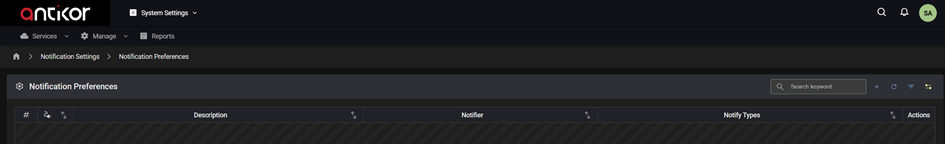 antikor
System Settings
SA
Services
Manage
Reports
Notification Settings
Notification Preferences
Notification Preferences
Search keyword
# Description Notifier Notify Types Actions